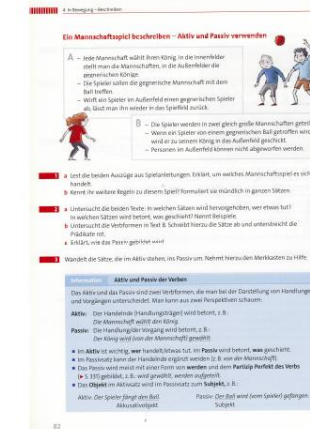 4 In Bewegung – Beschreiben
Ein Mannschaftsspiel beschreiben – Aktiv und Passiv verwenden
A – Jede Mannschaft wählt ihren König. In die Innenfelder
stellt man die Mannschaften, in die Außenfelder die
gegnerischen Könige.
– Die Spieler sollen die gegnerische Mannschaft mit dem
Ball treffen.
– Wirft ein Spieler im Außenfeld einen gegnerischen Spieler
ab, lässt man ihn wieder in das Spielfeld zurück.
B – Die Spieler werden in zwei gleich große Mannschaften geteil
– Wenn ein Spieler von einem gegnerischen Ball getroffen wird
wird er zu seinem König in das Außenfeld geschickt.
– Personen im Außenfeld können nicht abgeworfen werden.
1 a Lest die beiden Auszüge aus Spielanleitungen. Erklärt, um welches Mannschaftsspiel es sich
handelt.
b Kennt ihr weitere Regeln zu diesem Spiel? Formuliert sie mündlich in ganzen Sätzen.
2 a Untersucht die beiden Texte: In welchen Sätzen wird hervorgehoben, wer etwas tut?
In welchen Sätzen wird betont, was geschieht? Nennt Beispiele.
b Untersucht die Verbformen in Text B. Schreibt hierzu die Sätze ab und unterstreicht die
Prädikate rot.
c Erklärt, wie das Passiv gebildet wird.
3 Wandelt die Sätze, die im Aktiv stehen, ins Passiv um. Nehmt hierzu den Merkkasten zu Hilfe.
Information Aktiv und Passiv der Verben
Das Aktiv und das Passiv sind zwei Verbformen, die man bei der Darstellung von Handlungen
und Vorgängen unterscheidet. Man kann aus zwei Perspektiven schauen:
Aktiv: Der Handelnde (Handlungsträger) wird betont, z. B.:
Die Mannschaft wählt den König.
Passiv: Die Handlung/der Vorgang wird betont, z. B.:
Der König wird (von der Mannschaft) gewählt.
• Im Aktiv ist wichtig, wer handelt/etwas tut. Im Passiv wird betont, was geschieht.
• Im Passivsatz kann der Handelnde ergänzt werden (z. B. von der Mannschaft).
• Das Passiv wird meist mit einer Form von werden und dem Partizip Perfekt des Verbs
(▶ S. 331) gebildet, z. B.: wird gewählt, werden aufgeteilt.
• Das Objekt im Aktivsatz wird im Passivsatz zum Subjekt, z. B.:
Aktiv: Der Spieler fängt den Ball. Passiv: Der Ball wird (vom Spieler) gefangen.
Akkusativobjekt Subjekt
82